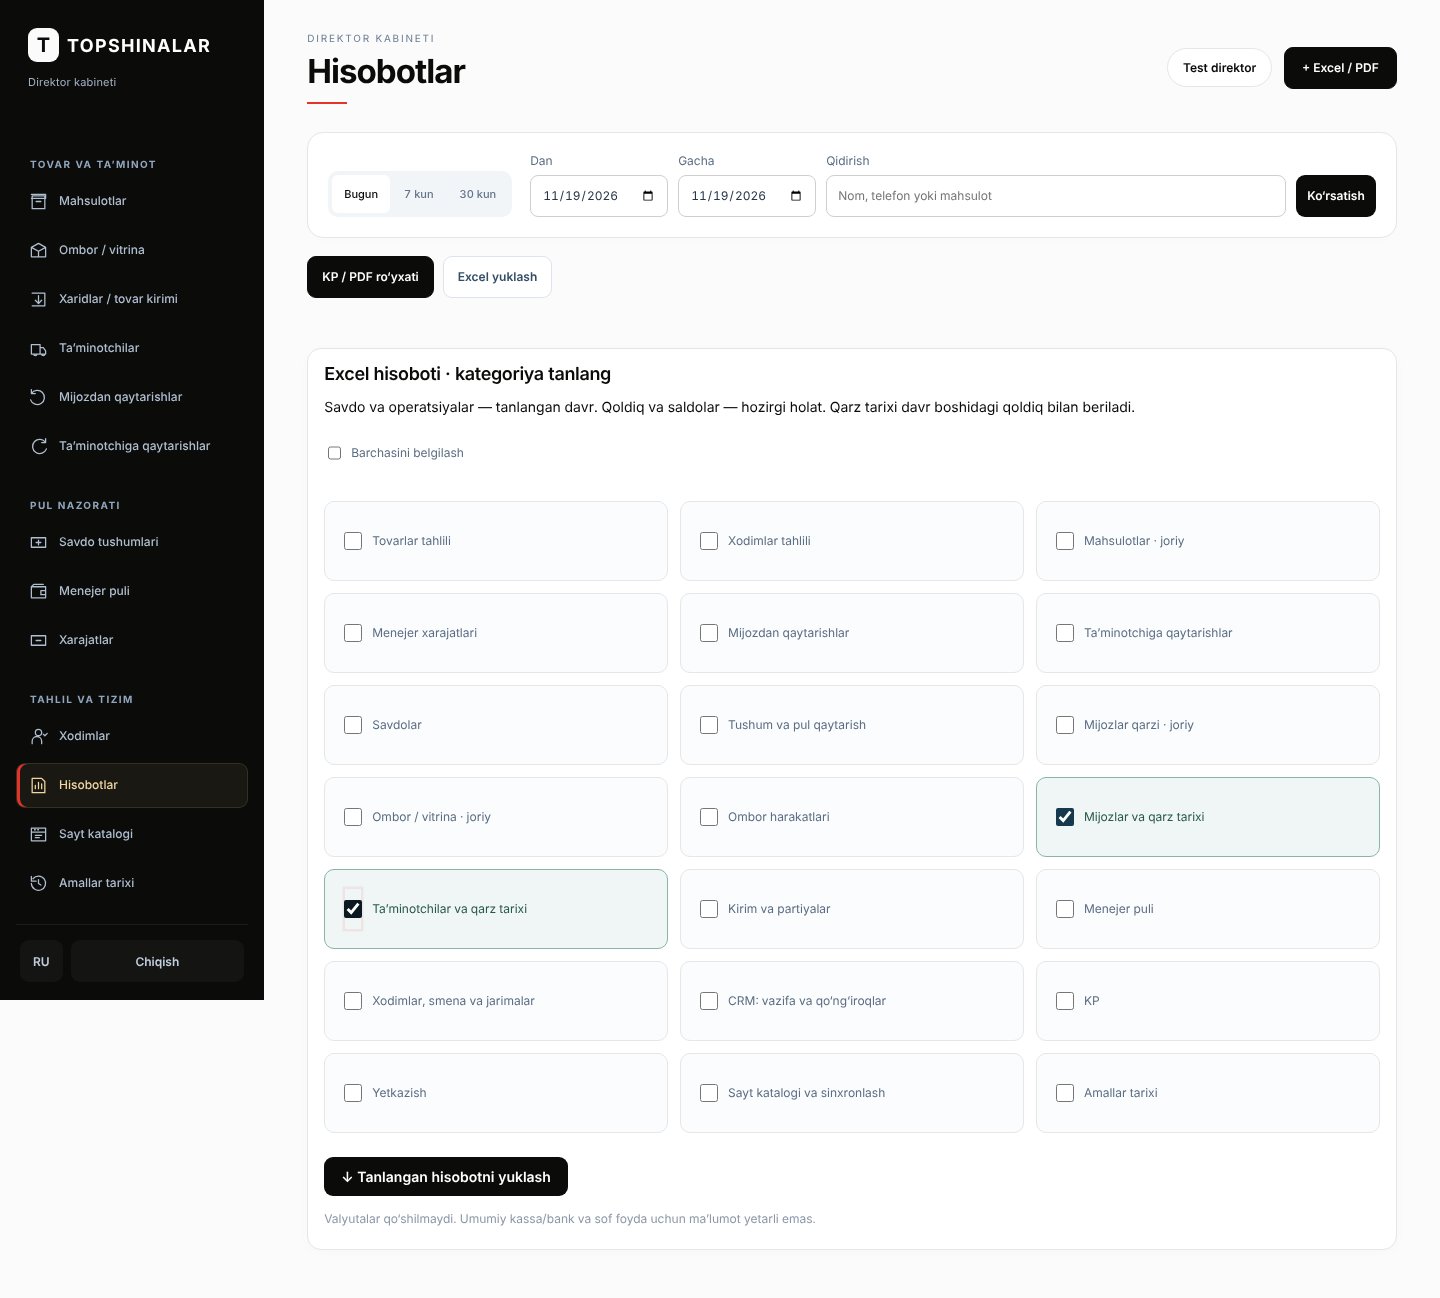 T TOPSHINALAR
Direktor kabineti
TOVAR VA TA'MINOT
Mahsulotlar
Ombor / vitrina
Xaridlar / tovar kirimi
Ta'minotchilar
Mijozdan qaytarishlar
Ta'minotchiga qaytarishlar
PUL NAZORATI
Savdo tushumlari
Menejer puli
Xarajatlar
TAHLIL VA TIZIM
Xodimlar
Hisobotlar
Sayt katalogi
Amallar tarixi
RU
Chiqish
DIREKTOR KABINETI
Hisobotlar
Test direktor
+ Excel / PDF
Bugun
7 kun
30 kun
Dan
11/19/2026
Gacha
11/19/2026
Qidirish
Nom, telefon yoki mahsulot
Ko'rsatish
KP / PDF ro'yxati
Excel yuklash
Excel hisoboti · kategoriya tanlang
Savdo va operatsiyalar — tanlangan davr. Qoldiq va saldolar — hozirgi holat. Qarz tarixi davr boshidagi qoldiq bilan beriladi.
Barchasini belgilash
Tovarlar tahlili
Xodimlar tahlili
Mahsulotlar · joriy
Menejer xarajatlari
Mijozdan qaytarishlar
Ta'minotchiga qaytarishlar
Savdolar
Tushum va pul qaytarish
Mijozlar qarzi · joriy
Ombor / vitrina · joriy
Ombor harakatlari
Mijozlar va qarz tarixi
Ta'minotchilar va qarz tarixi
Kirim va partiyalar
Menejer puli
Xodimlar, smena va jarimalar
CRM: vazifa va qo'ng'iroqlar
KP
Yetkazish
Sayt katalogi va sinxronlash
Amallar tarixi
↓ Tanlangan hisobotni yuklash
Valyutalar qo'shilmaydi. Umumiy kassa/bank va sof foyda uchun ma'lumot yetarli emas.